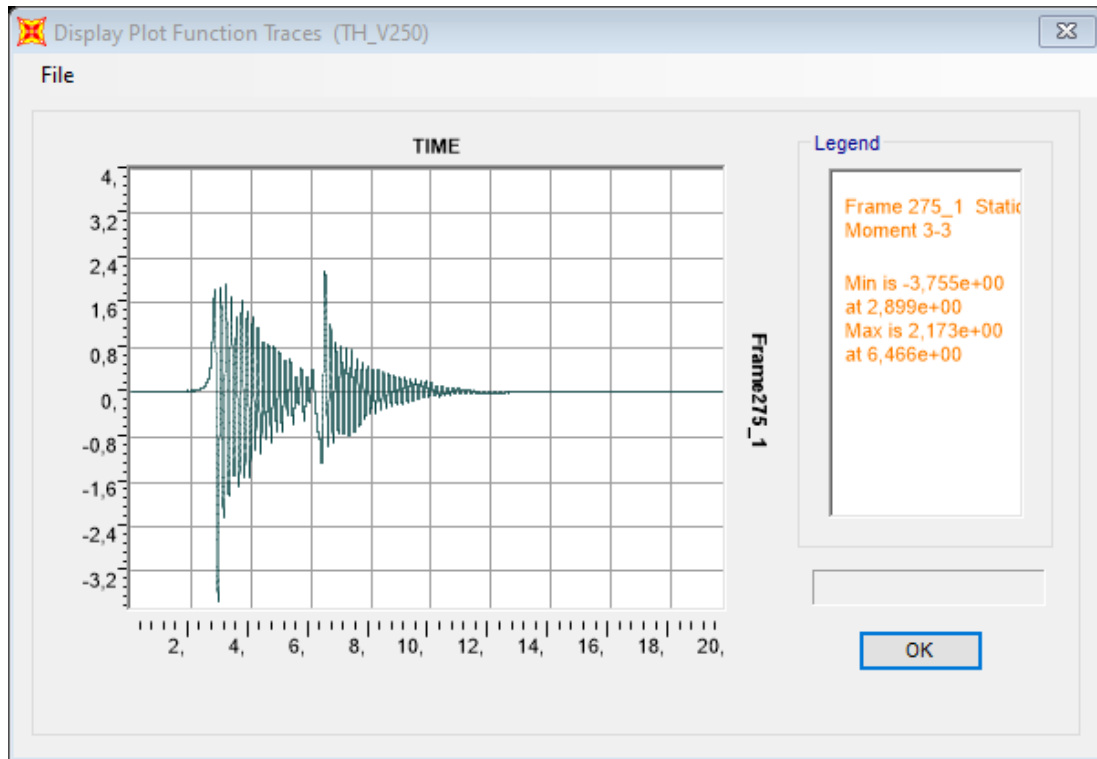 Display Plot Function Traces (TH_V250)
File
TIME
4,
3,2
2,4
1,6
0,8
0,
-0,8
-1,6
-2,4
-3,2
2, 4, 6, 8, 10, 12, 14, 16, 18, 20,
Frame275_1
Legend
Frame 275_1 Static
Moment 3-3
Min is -3,755e+00
at 2,899e+00
Max is 2,173e+00
at 6,466e+00
OK